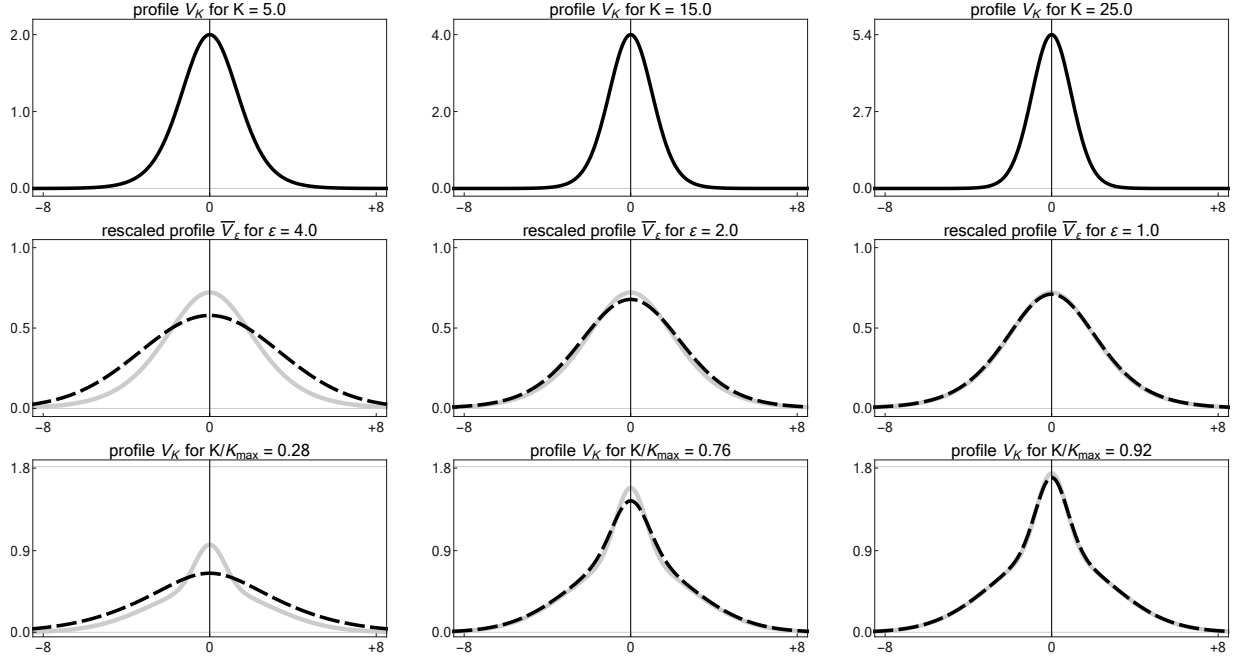 profile V_K for K = 5.0
profile V_K for K = 15.0
profile V_K for K = 25.0
2.0
1.0
0.0
−8 0 +8
4.0
2.0
0.0
−8 0 +8
5.4
2.7
0.0
−8 0 +8
rescaled profile V̅_ε for ε = 4.0
rescaled profile V̅_ε for ε = 2.0
rescaled profile V̅_ε for ε = 1.0
1.0
0.5
0.0
−8 0 +8
1.0
0.5
0.0
−8 0 +8
1.0
0.5
0.0
−8 0 +8
profile V_K for K/K_max = 0.28
profile V_K for K/K_max = 0.76
profile V_K for K/K_max = 0.92
1.8
0.9
0.0
−8 0 +8
1.8
0.9
0.0
−8 0 +8
1.8
0.9
0.0
−8 0 +8